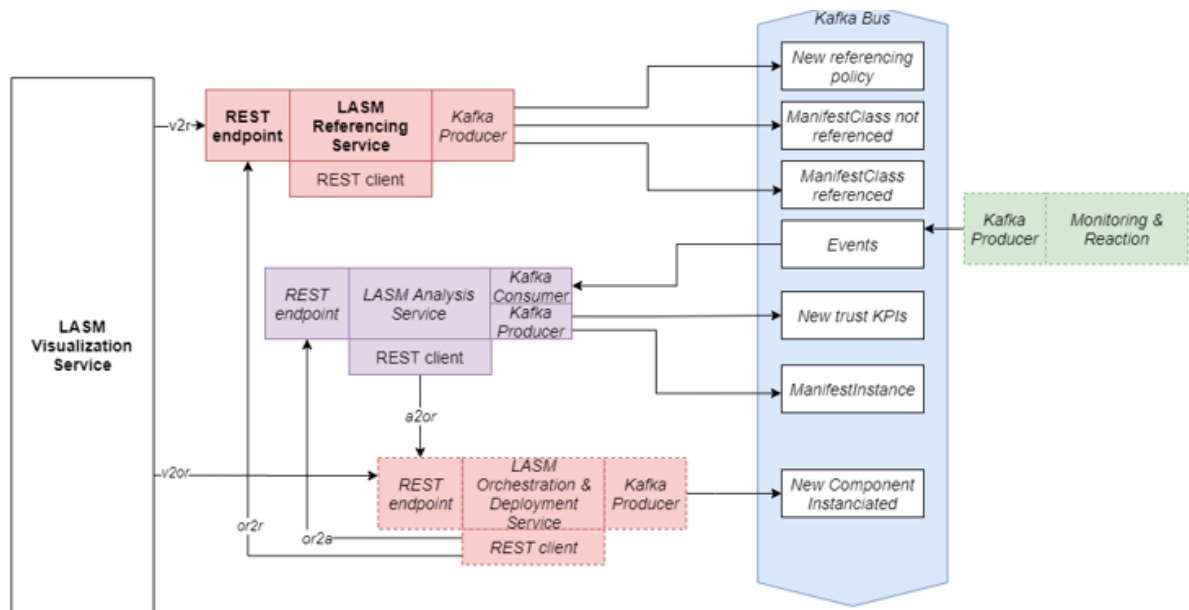 Kafka Bus
New referencing
policy
REST
endpoint
LASM
Referencing
Service
Kafka
Producer
REST client
v2r
ManifestClass not
referenced
ManifestClass
referenced
Kafka
Producer
Monitoring &
Reaction
Events
REST
endpoint
LASM Analysis
Service
Kafka
Consumer
Kafka
Producer
REST client
New trust KPIs
LASM
Visualization
Service
ManifestInstance
a2or
v2or
REST
endpoint
LASM
Orchestration &
Deployment
Service
Kafka
Producer
REST client
New Component
Instanciated
or2r
or2a